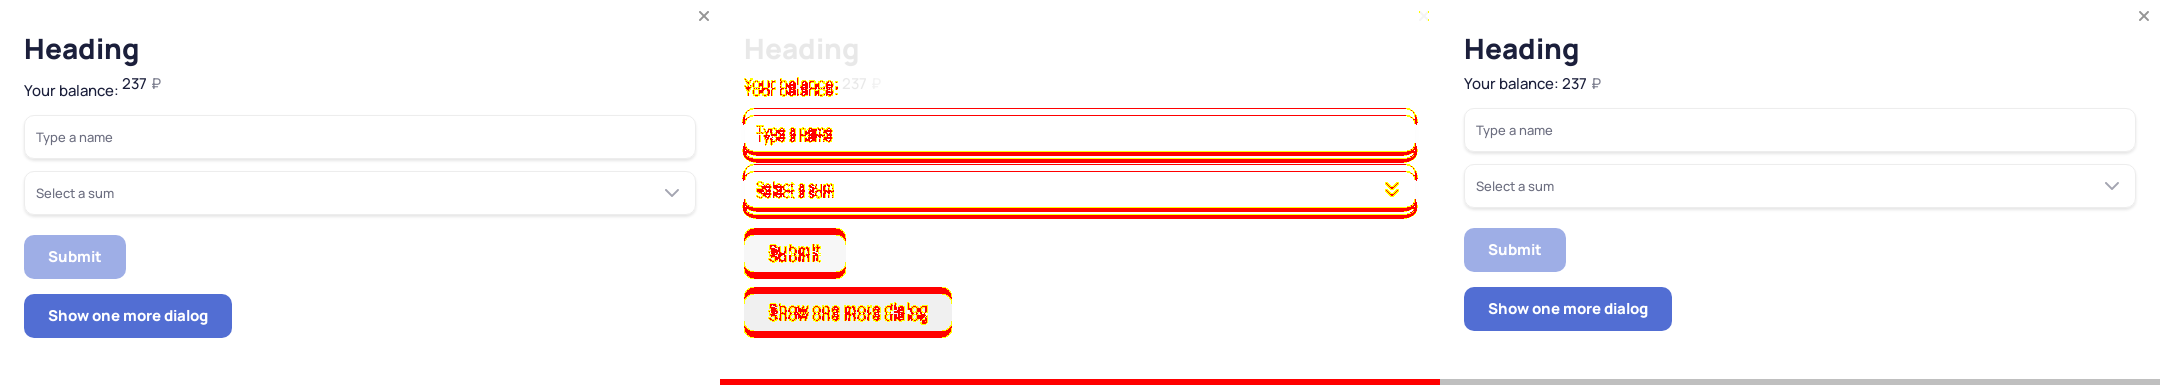 Heading
Your balance: 237 ₽
Type a name
Select a sum
Submit
Show one more dialog
Heading
Your balance: 237 ₽
Type a name
Select a sum
Submit
Show one more dialog
Heading
Your balance: 237 ₽
Type a name
Select a sum
Submit
Show one more dialog